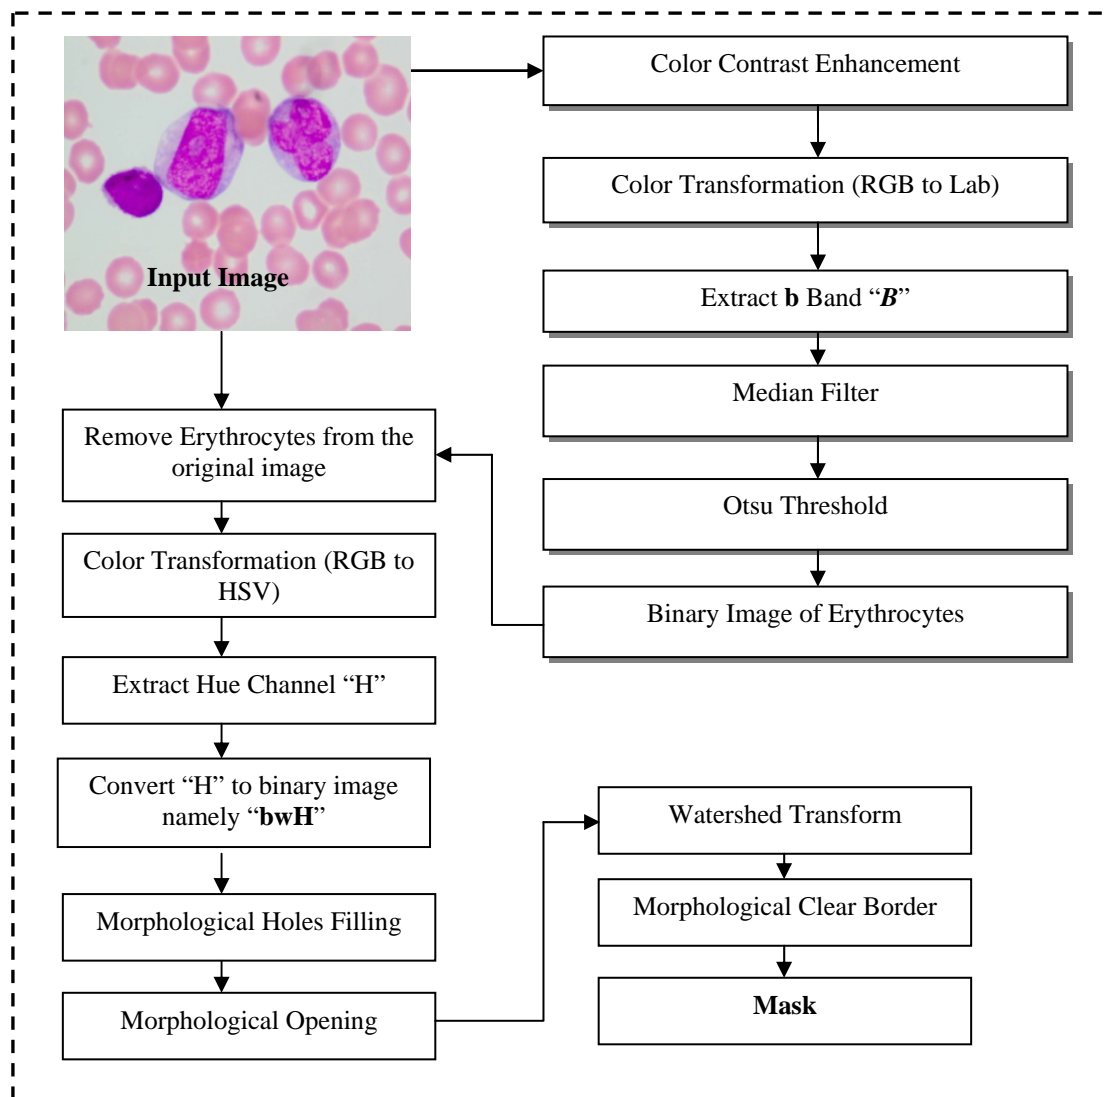 Input Image
Color Contrast Enhancement
Color Transformation (RGB to Lab)
Extract b Band “B”
Median Filter
Otsu Threshold
Binary Image of Erythrocytes
Remove Erythrocytes from the
original image
Color Transformation (RGB to
HSV)
Extract Hue Channel “H”
Convert “H” to binary image
namely “bwH”
Morphological Holes Filling
Morphological Opening
Watershed Transform
Morphological Clear Border
Mask